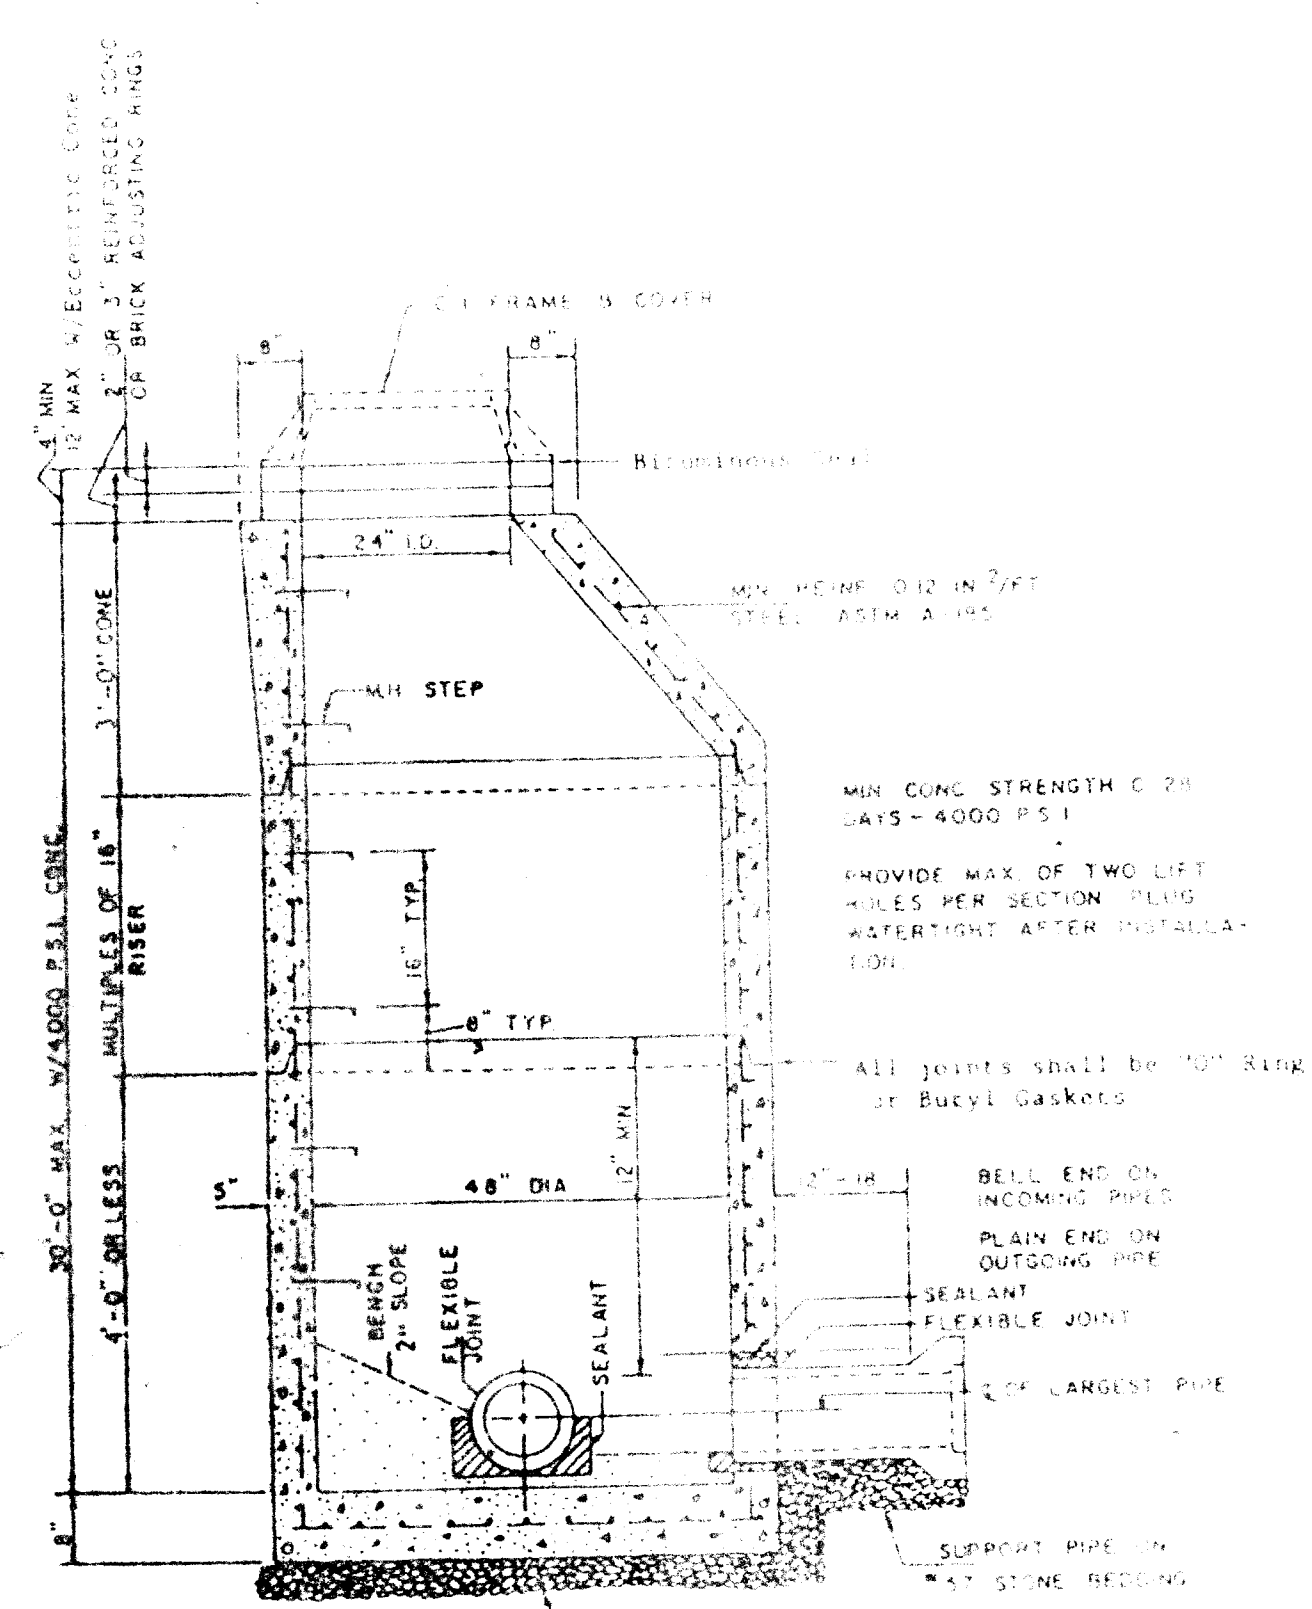 4" MIN
12' MAX W/Eccentric Cone
2" OR 3" REINFORCED CONC
OR BRICK ADJUSTING RINGS
C I FRAME & COVER
8"
8"
Bituminous Seal
24" I.D.
MIN REINF 0.12 IN 2/FT
STEEL ASTM A-185
3'-0" CONE
M.H STEP
MIN CONC STRENGTH C 28
DAYS - 4000 P S I
PROVIDE MAX. OF TWO LIFT
HOLES PER SECTION PLUG
WATERTIGHT AFTER INSTALLA-
TION.
30'-0" MAX. W/4000 P.S.I. CONC.
MULTIPLES OF 16"
RISER
16" TYP.
8" TYP.
All joints shall be "O" Ring
or Butyl Gaskets
12" MIN
4'-0" OR LESS
5"
48" DIA
12"-18
BELL END ON
INCOMING PIPES
PLAIN END ON
OUTGOING PIPE
SEALANT
FLEXIBLE JOINT
BENCH
2" SLOPE
FLEXIBLE
JOINT
SEALANT
℄ OF LARGEST PIPE
8"
SUPPORT PIPE ON
#57 STONE BEDDING